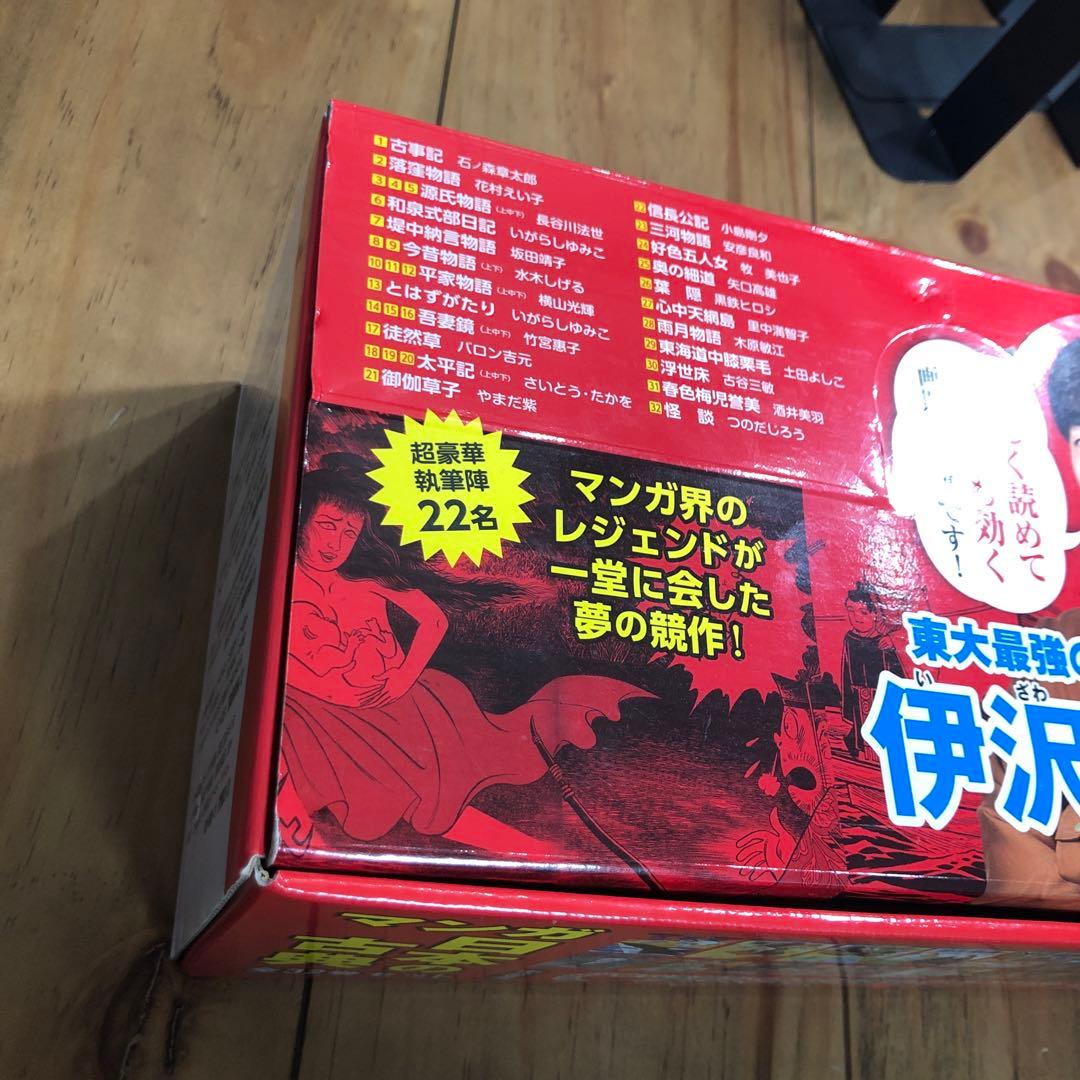 1 古事記 石ノ森章太郎
2 落窪物語 花村えい子
3 4 5 源氏物語(上中下) 長谷川法世
6 和泉式部日記 いがらしゆみこ
7 堤中納言物語 坂田靖子
8 9 今昔物語(上下) 水木しげる
10 11 12 平家物語(上中下) 横山光輝
13 とはずがたり いがらしゆみこ
14 15 16 吾妻鏡(上中下) 竹宮惠子
17 徒然草 バロン吉元
18 19 20 太平記(上中下) さいとう・たかを
21 御伽草子 やまだ紫
22 信長公記 小島剛夕
23 三河物語 安彦良和
24 好色五人女 牧 美也子
25 奥の細道 矢口高雄
26 葉 隠 黒鉄ヒロシ
27 心中天網島 里中満智子
28 雨月物語 木原敏江
29 東海道中膝栗毛 土田よしこ
30 浮世床 古谷三敏
31 春色梅児誉美 酒井美羽
32 怪 談 つのだじろう
超豪華
執筆陣
22名
マンガ界の
レジェンドが
一堂に会した
夢の競作!
く読めて
効く
です!
東大最強の
いざわ
伊沢
マンガ
の